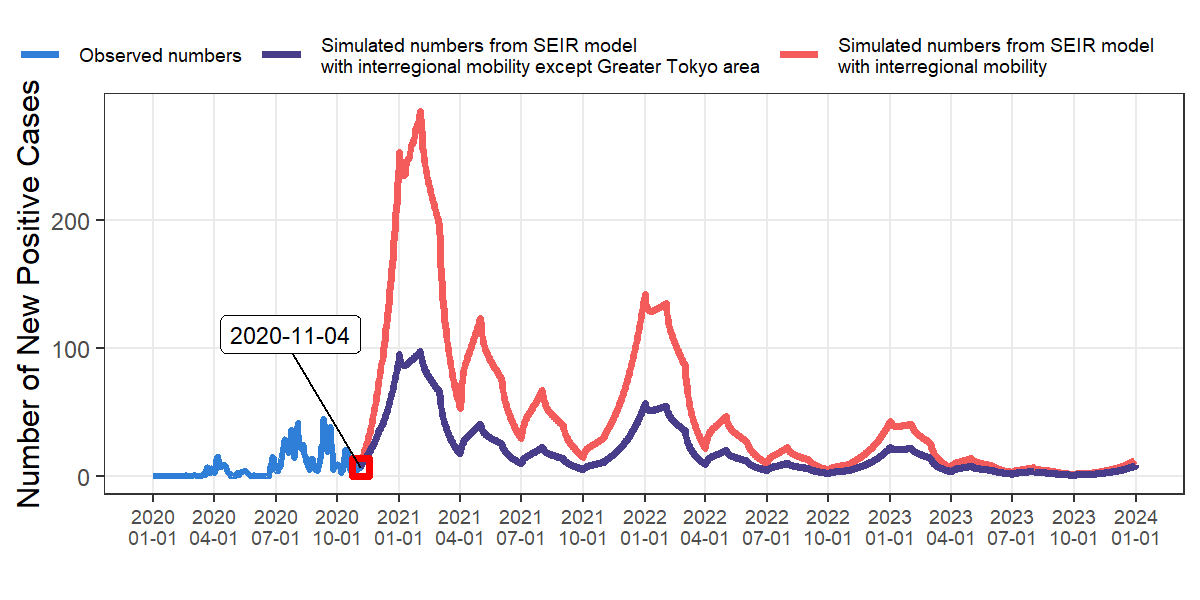 Observed numbers
Simulated numbers from SEIR model
with interregional mobility except Greater Tokyo area
Simulated numbers from SEIR model
with interregional mobility
Number of New Positive Cases
200
100
0
2020-11-04
2020 2020 2020 2020 2021 2021 2021 2021 2022 2022 2022 2022 2023 2023 2023 2023 2024
01-01 04-01 07-01 10-01 01-01 04-01 07-01 10-01 01-01 04-01 07-01 10-01 01-01 04-01 07-01 10-01 01-01